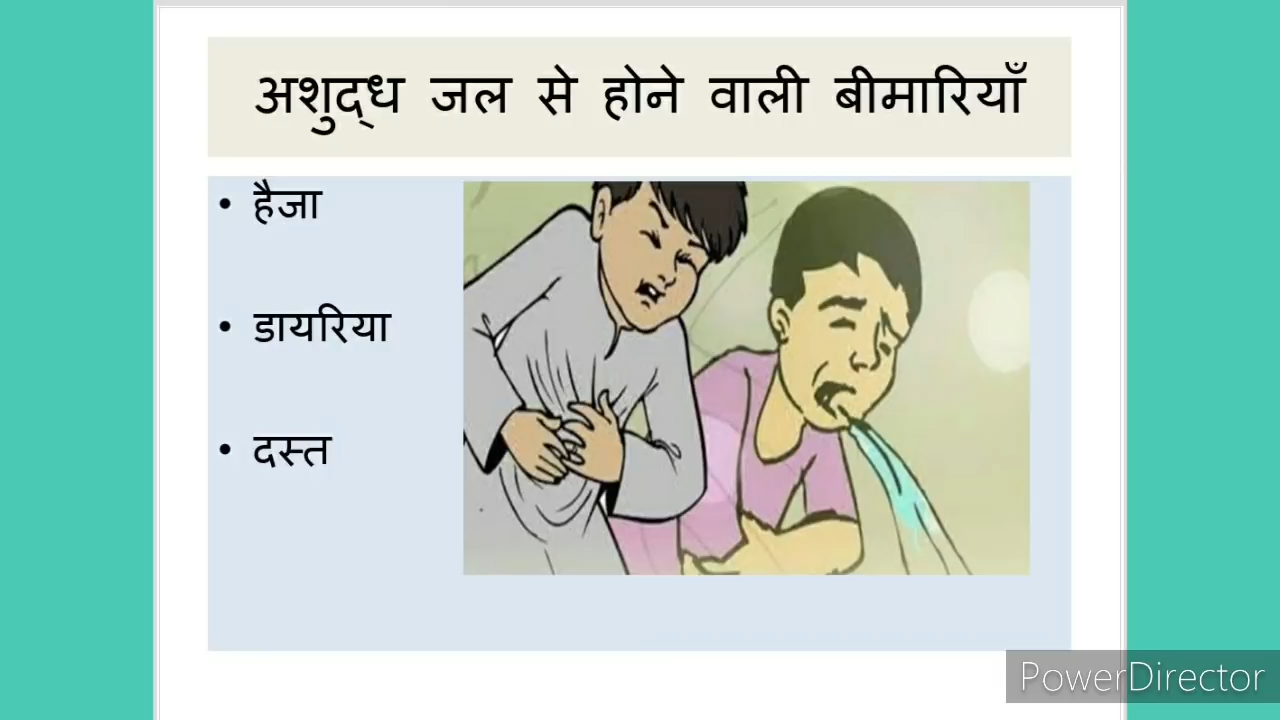 अशुद्ध जल से होने वाली बीमारियाँ
• हैजा
• डायरिया
• दस्त
PowerDirector